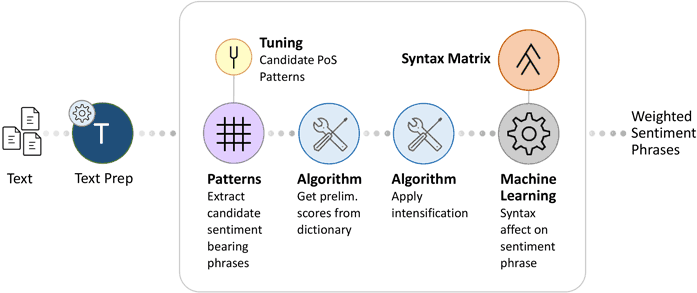 Tuning
Candidate PoS
Patterns
Syntax Matrix
T
Text
Text Prep
Patterns
Extract
candidate
sentiment
bearing
phrases
Algorithm
Get prelim.
scores from
dictionary
Algorithm
Apply
intensification
Machine
Learning
Syntax
affect on
sentiment
phrase
Weighted
Sentiment
Phrases